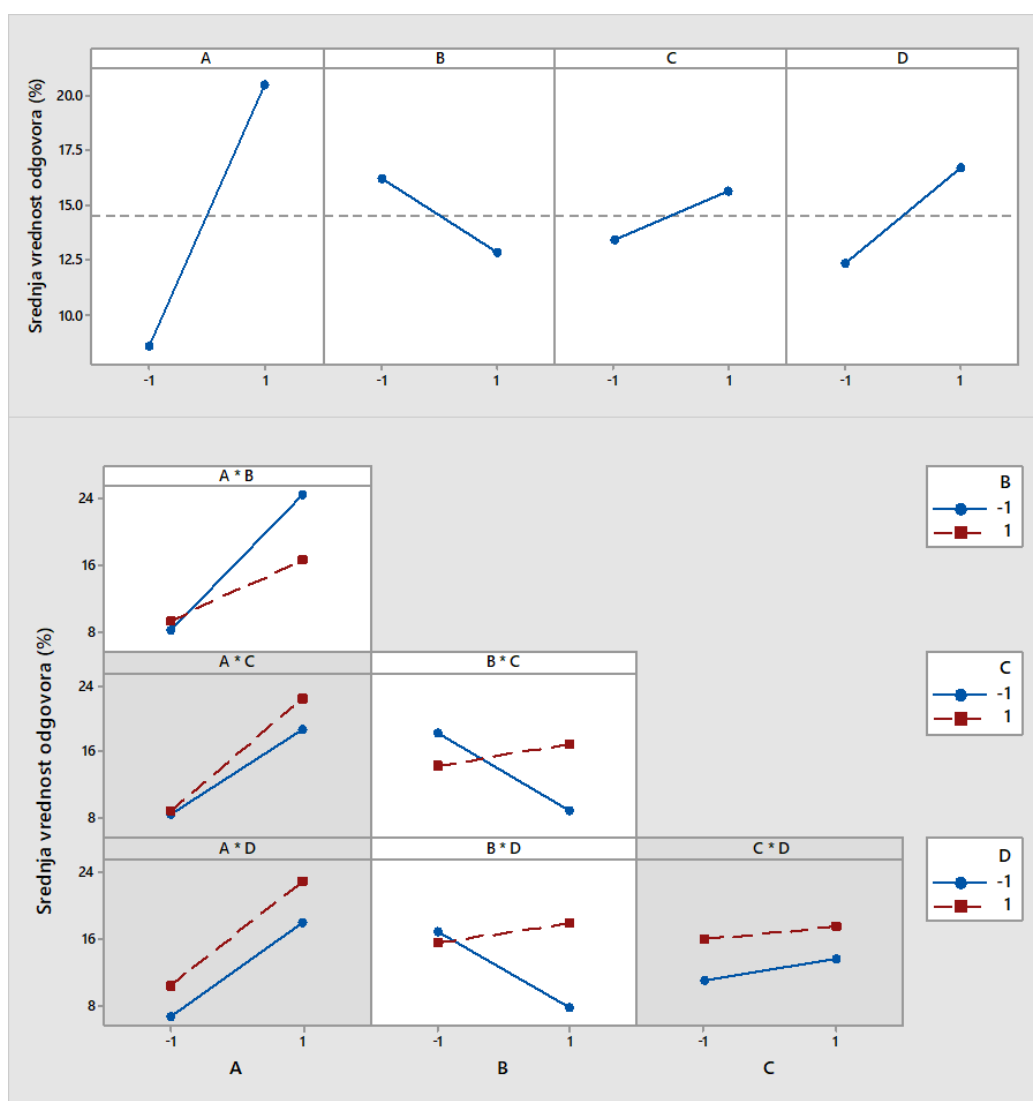 A B C D
Srednja vrednost odgovora (%)
20.0
17.5
15.0
12.5
10.0
-1 1 -1 1 -1 1 -1 1
A * B
24
16
8
B
-1
1
Srednja vrednost odgovora (%)
A * C B * C
24
16
8
C
-1
1
A * D B * D C * D
24
16
8
D
-1
1
-1 1 -1 1 -1 1
A B C